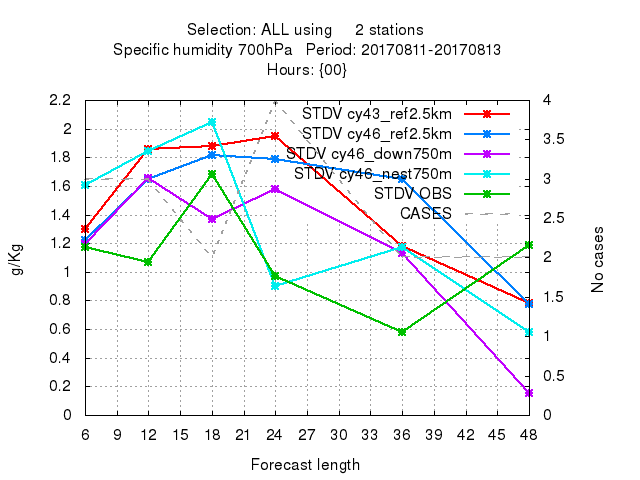 Selection: ALL using 2 stations
Specific humidity 700hPa Period: 20170811-20170813
Hours: {00}
STDV cy43_ref2.5km
STDV cy46_ref2.5km
STDV cy46_down750m
STDV cy46_nest750m
STDV OBS
CASES
g/Kg
2.2
2
1.8
1.6
1.4
1.2
1
0.8
0.6
0.4
0.2
0
4
3.5
3
2.5
2
1.5
1
0.5
0
No cases
6 9 12 15 18 21 24 27 30 33 36 39 42 45 48
Forecast length